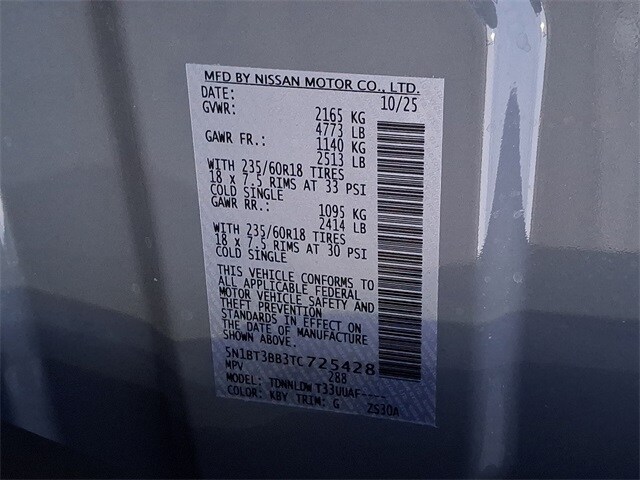 MFD BY NISSAN MOTOR CO., LTD.
DATE: 10/25
GVWR: 2165 KG
4773 LB
GAWR FR.: 1140 KG
2513 LB
WITH 235/60R18 TIRES
18 x 7.5 RIMS AT 33 PSI
COLD SINGLE
GAWR RR.: 1095 KG
2414 LB
WITH 235/60R18 TIRES
18 x 7.5 RIMS AT 30 PSI
COLD SINGLE
THIS VEHICLE CONFORMS TO
ALL APPLICABLE FEDERAL
MOTOR VEHICLE SAFETY AND
THEFT PREVENTION
STANDARDS IN EFFECT ON
THE DATE OF MANUFACTURE
SHOWN ABOVE.
5N1BT3BB3TC725428
MPV 288
MODEL: TDNNLDW T33UUAF----
COLOR: KBY TRIM: G ZS30A